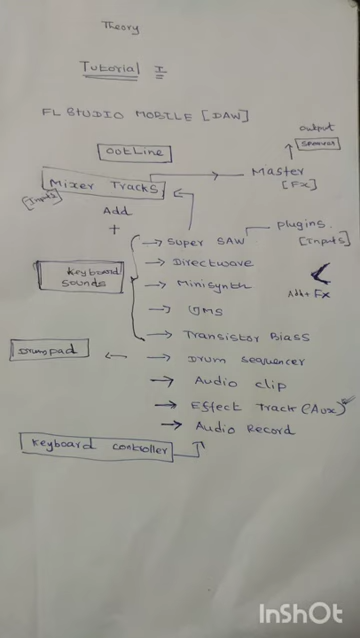 Theory
Tutorial I
FL STUDIO MOBILE [DAW]
OOtLine
output
Mixer Tracks
Master
[Fx]
[Inputs]
Add
+
Super SAW
plugins
[Inputs]
Directwave
Keyboard
Sounds
Minisynth
Add + Fx
GMS
Transistor Biass
Drumpad
Drum sequencer
Audio clip
Effect Track (Aux)
Audio Record
Keyboard controller
InShOt